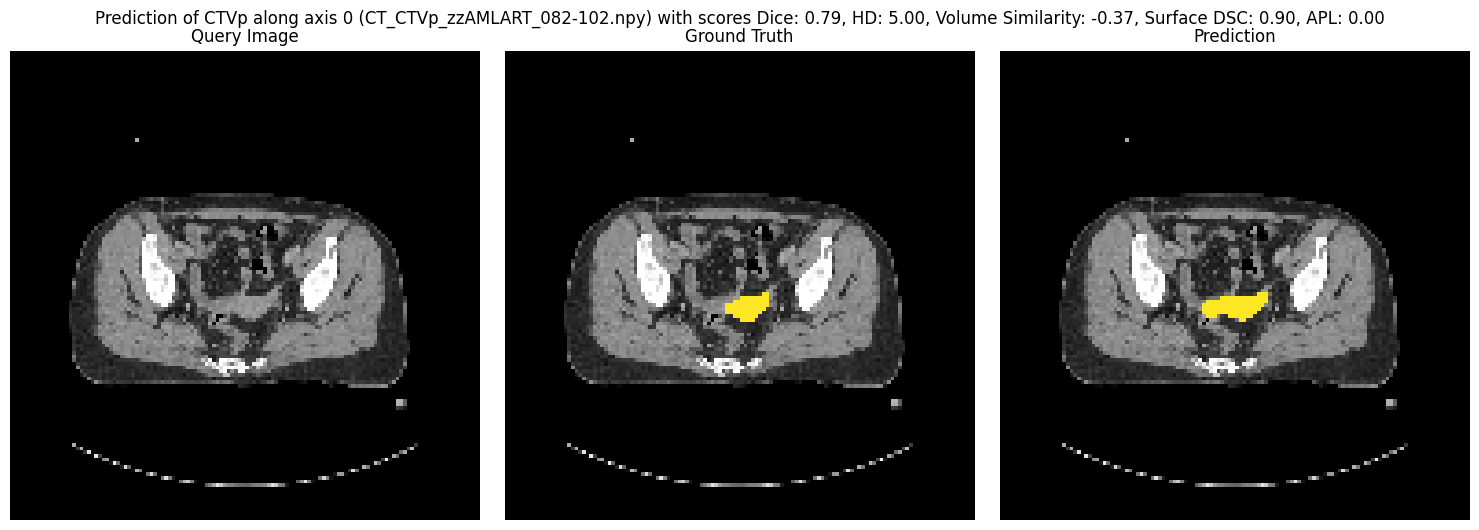 Prediction of CTVp along axis 0 (CT_CTVp_zzAMLART_082-102.npy) with scores Dice: 0.79, HD: 5.00, Volume Similarity: -0.37, Surface DSC: 0.90, APL: 0.00
Query Image
Ground Truth
Prediction